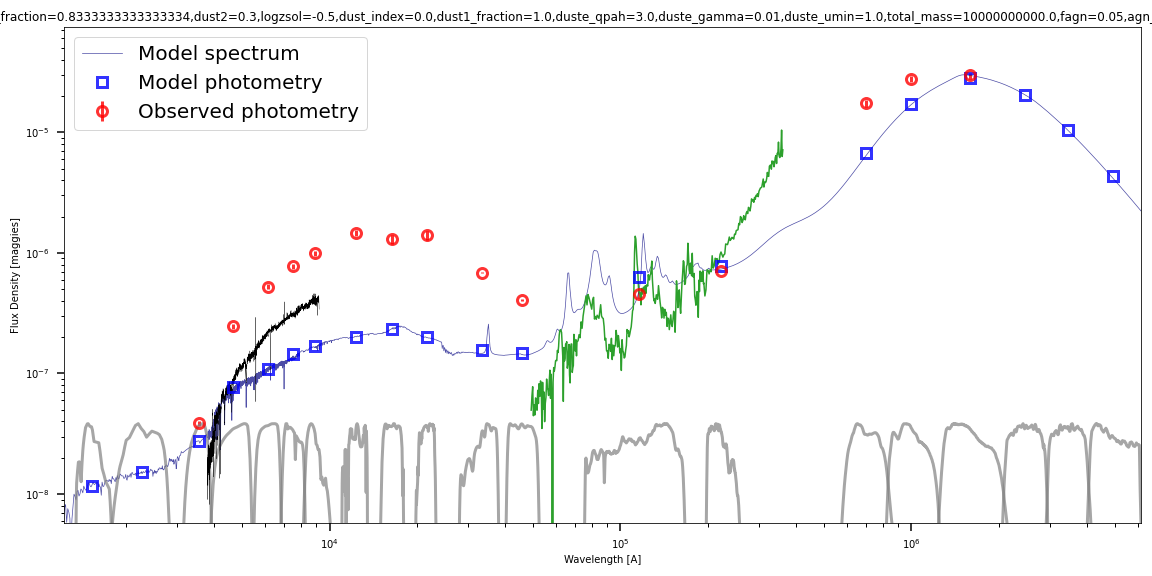 _fraction=0.8333333333333334,dust2=0.3,logzsol=-0.5,dust_index=0.0,dust1_fraction=1.0,duste_qpah=3.0,duste_gamma=0.01,duste_umin=1.0,total_mass=10000000000.0,fagn=0.05,agn_
Model spectrum
Model photometry
Observed photometry
Flux Density [maggies]
10⁻⁵
10⁻⁶
10⁻⁷
10⁻⁸
10⁴ 10⁵ 10⁶
Wavelength [A]